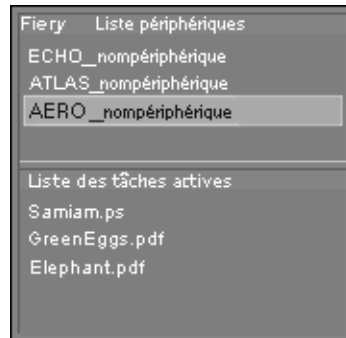 Fiery Liste périphériques
ECHO_nompériphérique
ATLAS_nompériphérique
AERO_nompériphérique
Liste des tâches actives
Samiam.ps
GreenEggs.pdf
Elephant.pdf